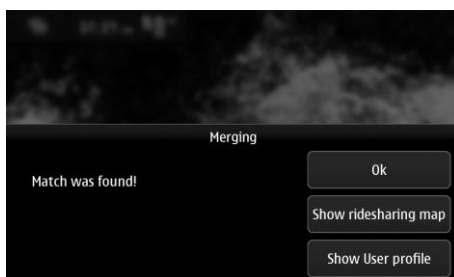 Merging
Match was found!
Ok
Show ridesharing map
Show User profile